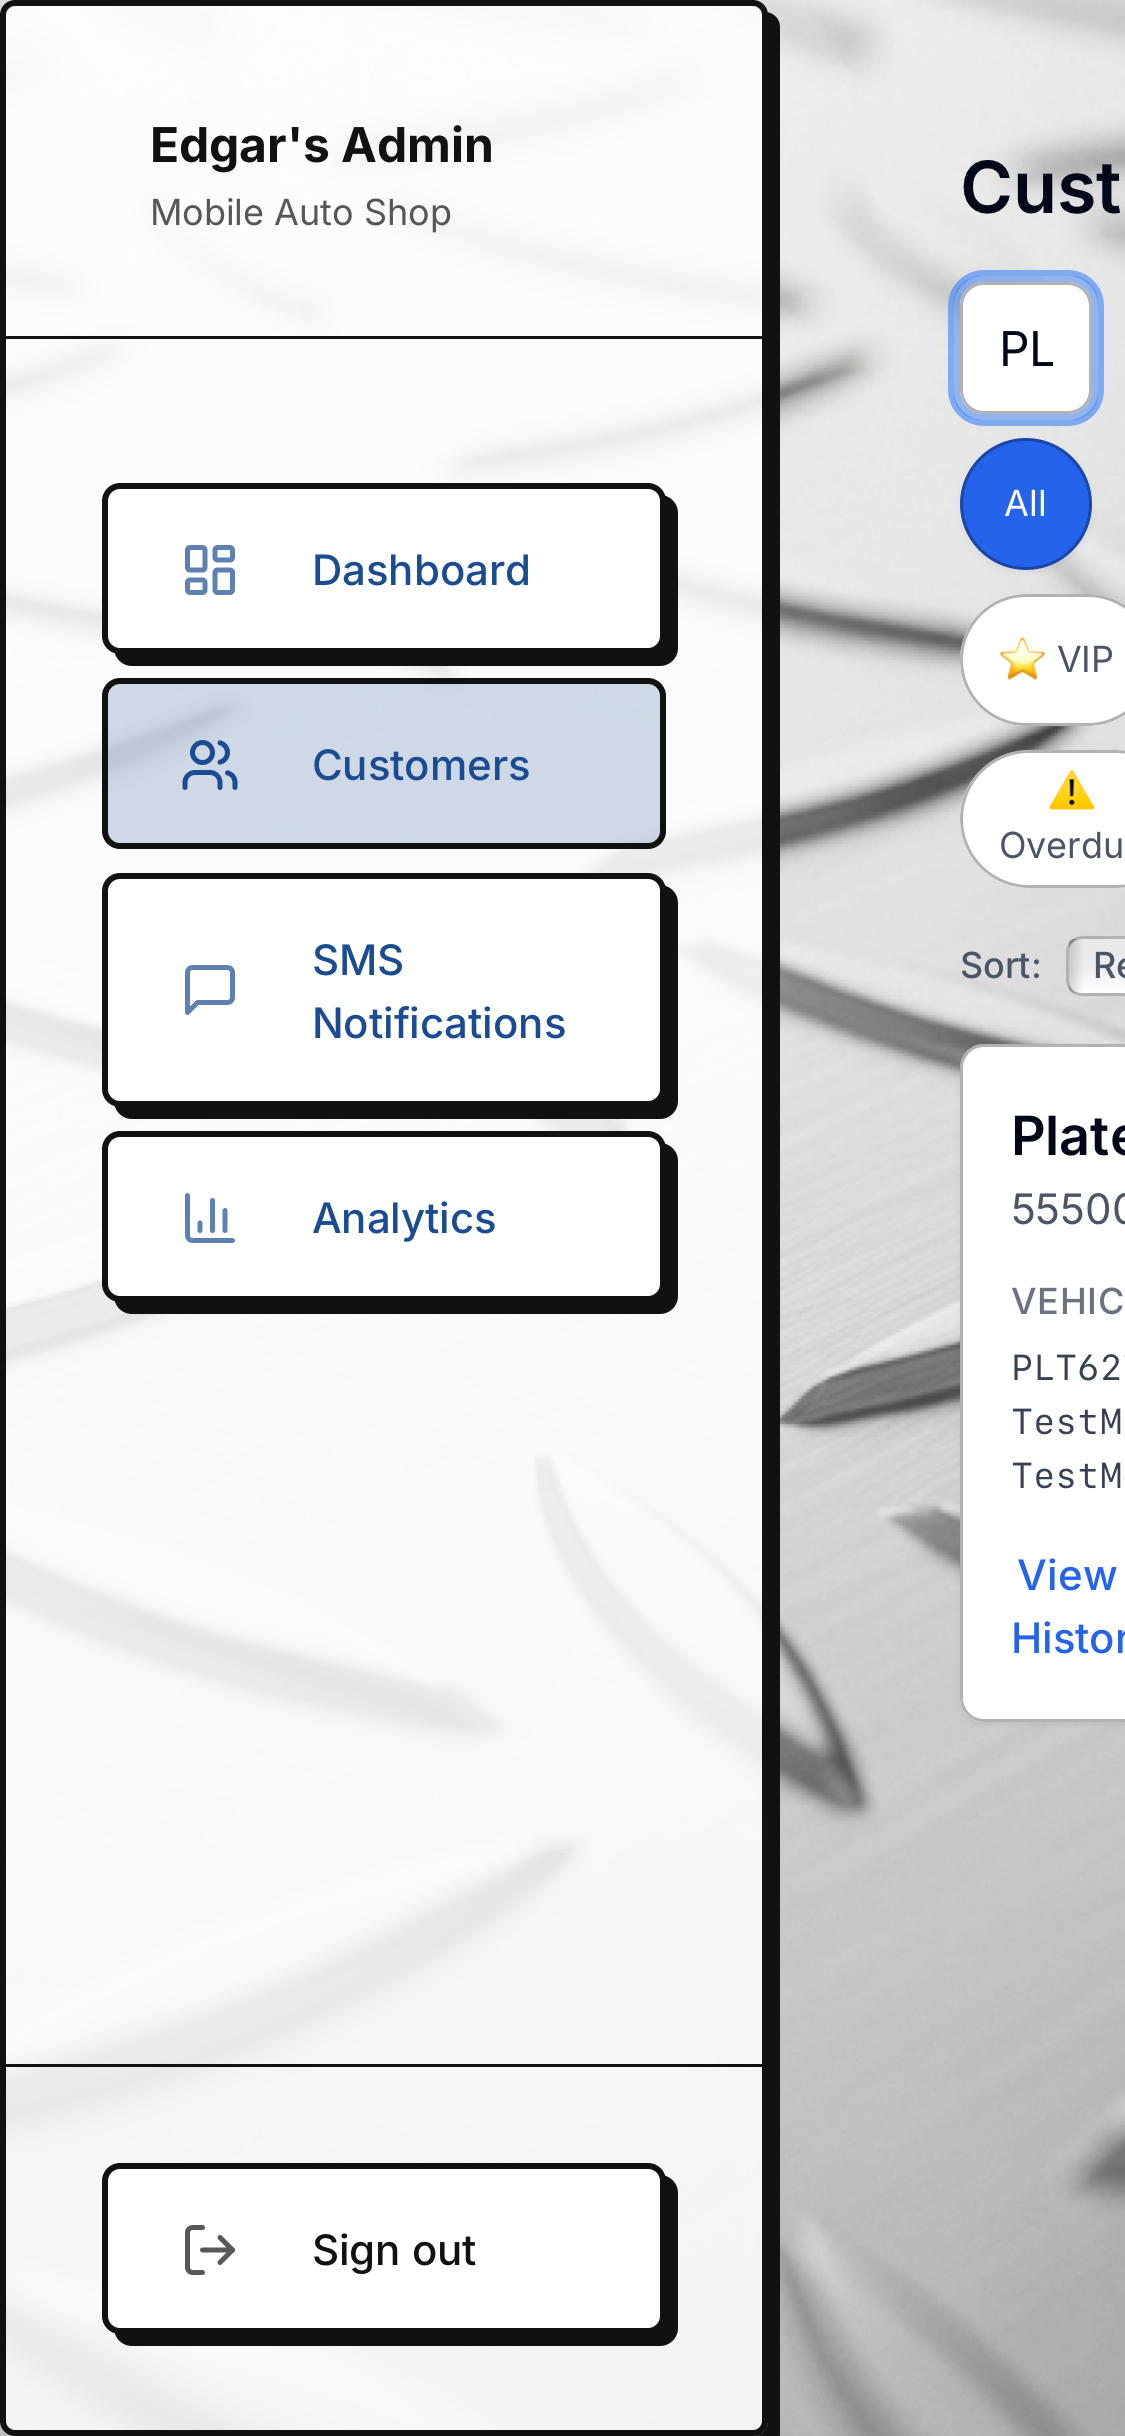 Edgar's Admin
Mobile Auto Shop
Dashboard
Customers
SMS
Notifications
Analytics
Sign out
Cust
PL
All
⭐ VIP
⚠️
Overdu
Sort: Re
Plate
55500
VEHIC
PLT62
TestM
TestM
View
Histor